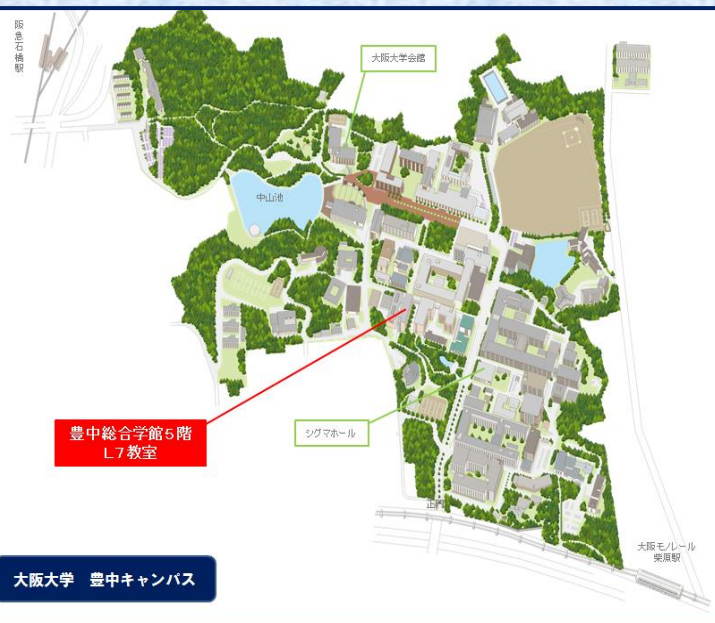 阪急石橋駅
大阪大学会館
中山池
豊中総合学館5階
L7教室
シグマホール
正門
大阪モノレール
柴原駅
大阪大学 豊中キャンパス